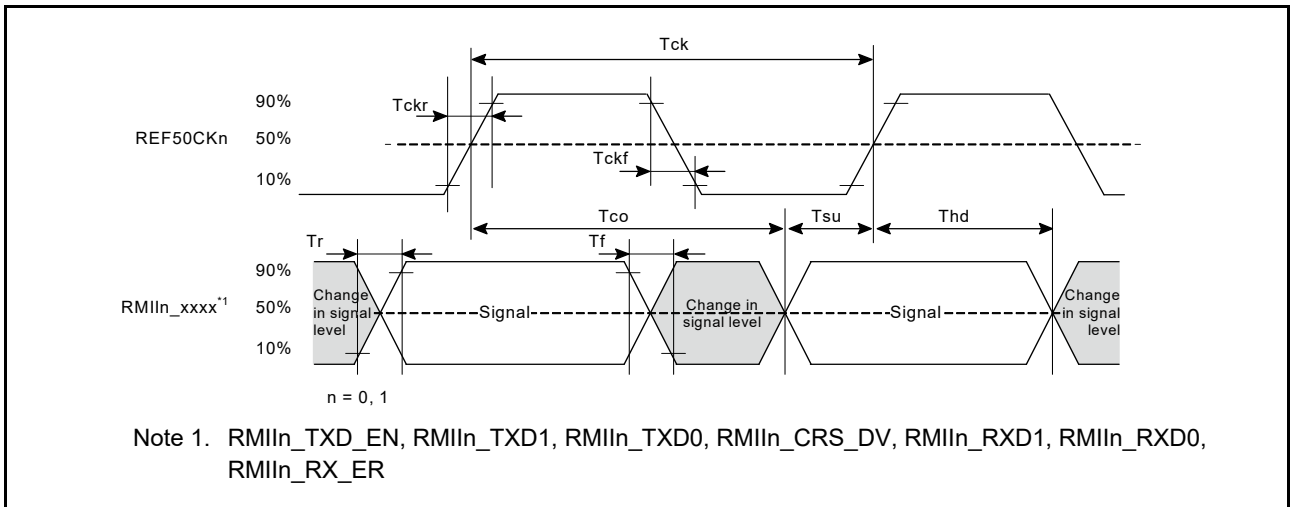 Tck
90%
Tckr
REF50CKn
50%
Tckf
10%
Tco
Tsu
Thd
Tr
Tf
90%
RMIIn_xxxx*1
50%
10%
Change
in signal
level
Signal
Change in
signal level
Signal
Change
in signal
level
n = 0, 1
Note 1. RMIIn_TXD_EN, RMIIn_TXD1, RMIIn_TXD0, RMIIn_CRS_DV, RMIIn_RXD1, RMIIn_RXD0,
RMIIn_RX_ER